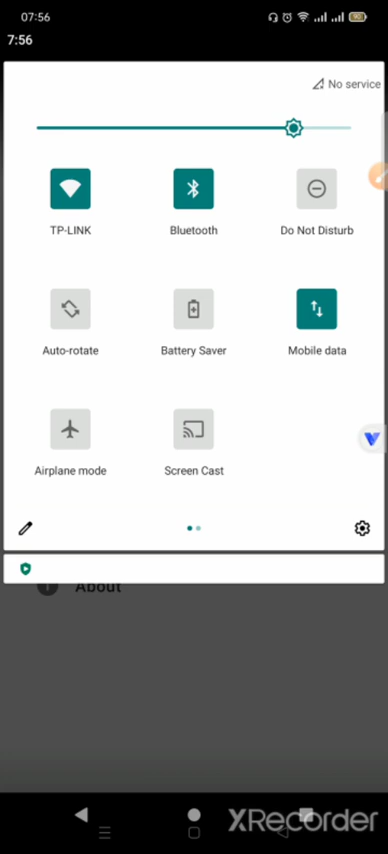 07:56
90
7:56
No service
TP-LINK
Bluetooth
Do Not Disturb
Auto-rotate
Battery Saver
Mobile data
Airplane mode
Screen Cast
About
XRecorder